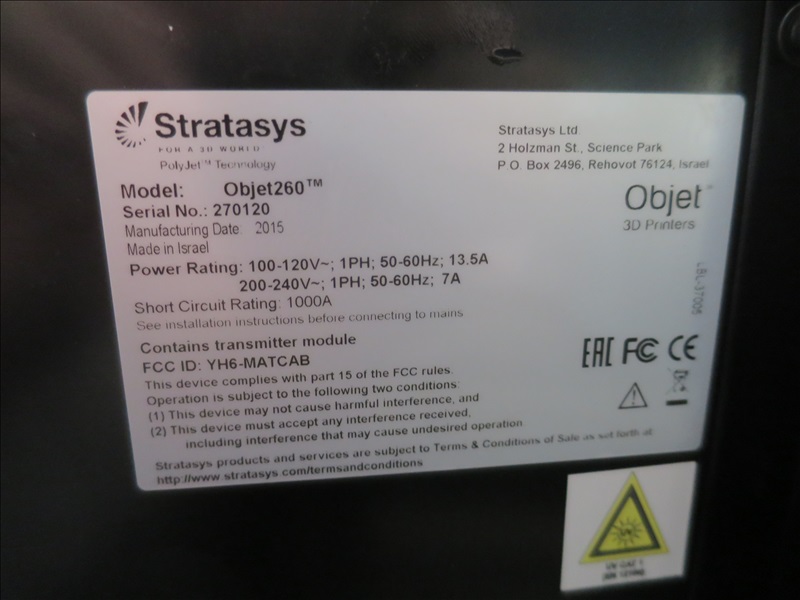 Stratasys
FOR A 3D WORLD
PolyJet™ Technology
Stratasys Ltd
2 Holzman St., Science Park
P.O. Box 2496, Rehovot 76124, Israel
Model: Objet260™
Serial No.: 270120
Manufacturing Date: 2015
Made in Israel
Objet™
3D Printers
Power Rating: 100-120V~; 1PH; 50-60Hz; 13.5A
200-240V~; 1PH; 50-60Hz; 7A
Short Circuit Rating: 1000A
See installation instructions before connecting to mains
LBL-37005
Contains transmitter module
FCC ID: YH6-MATCAB
This device complies with part 15 of the FCC rules.
Operation is subject to the following two conditions:
(1) This device may not cause harmful interference, and
(2) This device must accept any interference received,
including interference that may cause undesired operation
EAC FC CE
Stratasys products and services are subject to Terms & Conditions of Sale as set forth at
http://www.stratasys.com/termsandconditions